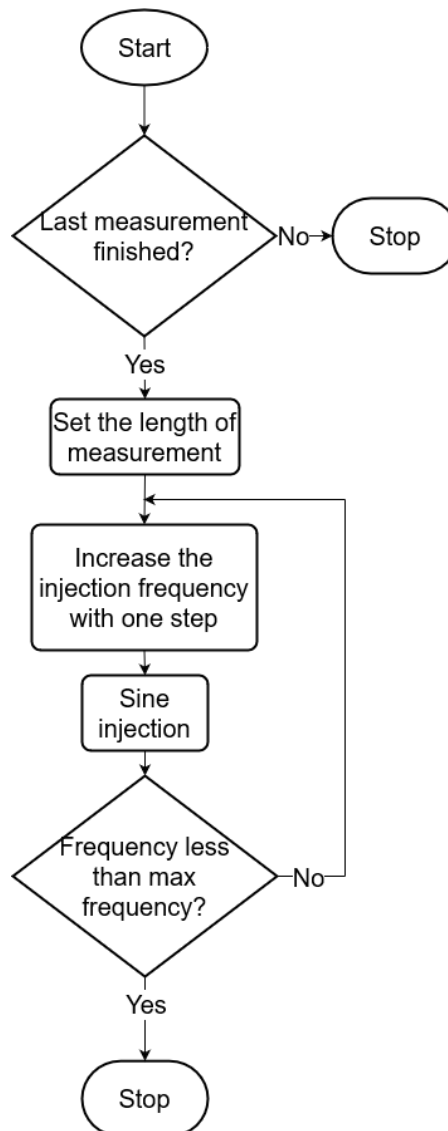 Start
Last measurement
finished?
No
Stop
Yes
Set the length of
measurement
Increase the
injection frequency
with one step
Sine
injection
Frequency less
than max
frequency?
No
Yes
Stop